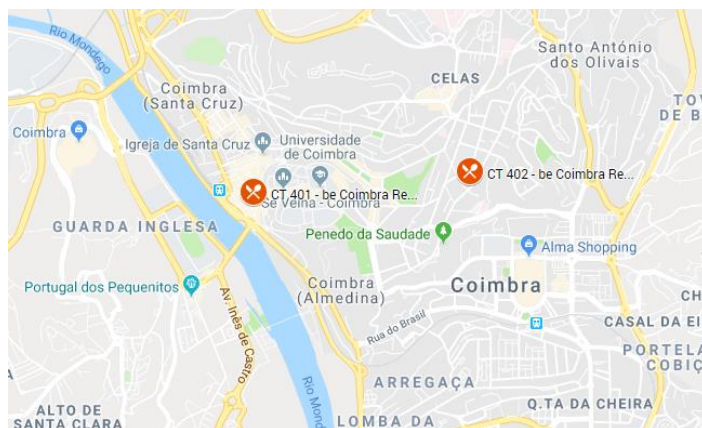 Rio Mondego
Santo António
dos Olivais
CELAS
Coimbra
(Santa Cruz)
TO
DE B
Coimbra
Igreja de Santa Cruz
Universidade
de Coimbra
CT 402 - be Coimbra Re...
CT 401 - be Coimbra Re...
Sé Velha - Coimbra
GUARDA INGLESA
Penedo da Saudade
Alma Shopping
Portugal dos Pequenitos
Coimbra
(Almedina)
Coimbra
CH
Av. Inês de Castro
Rua do Brasil
CASAL DA EI
PORTELA
COBIÇ
ARREGAÇA
Rio Mond
Q.TA DA CHEIRA
ALTO DE
SANTA CLARA
LOMBA DA